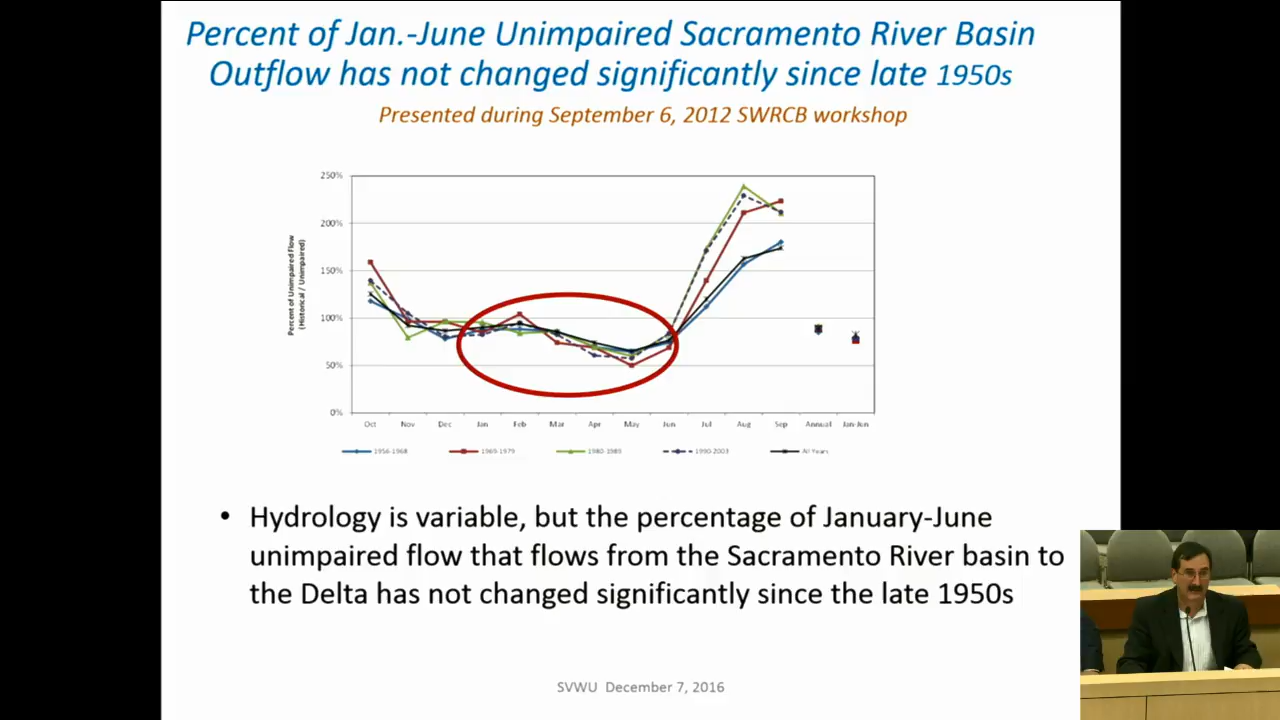 Percent of Jan.-June Unimpaired Sacramento River Basin
Outflow has not changed significantly since late 1950s
Presented during September 6, 2012 SWRCB workshop
Percent of Unimpaired Flow
(Historical / Unimpaired)
250%
200%
150%
100%
50%
0%
Oct Nov Dec Jan Feb Mar Apr May Jun Jul Aug Sep Annual Jan-Jun
1956-1968 1969-1979 1980-1989 1990-2003 All Years
• Hydrology is variable, but the percentage of January-June
unimpaired flow that flows from the Sacramento River basin to
the Delta has not changed significantly since the late 1950s
SVWU December 7, 2016